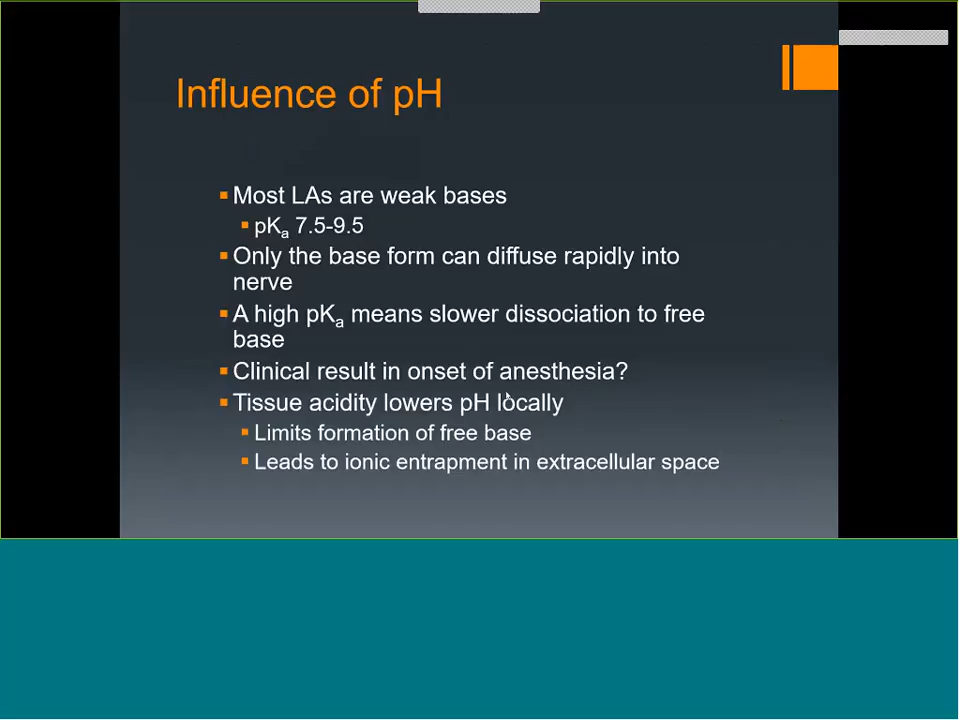 Influence of pH
Most LAs are weak bases
pKa 7.5-9.5
Only the base form can diffuse rapidly into
nerve
A high pKa means slower dissociation to free
base
Clinical result in onset of anesthesia?
Tissue acidity lowers pH locally
Limits formation of free base
Leads to ionic entrapment in extracellular space